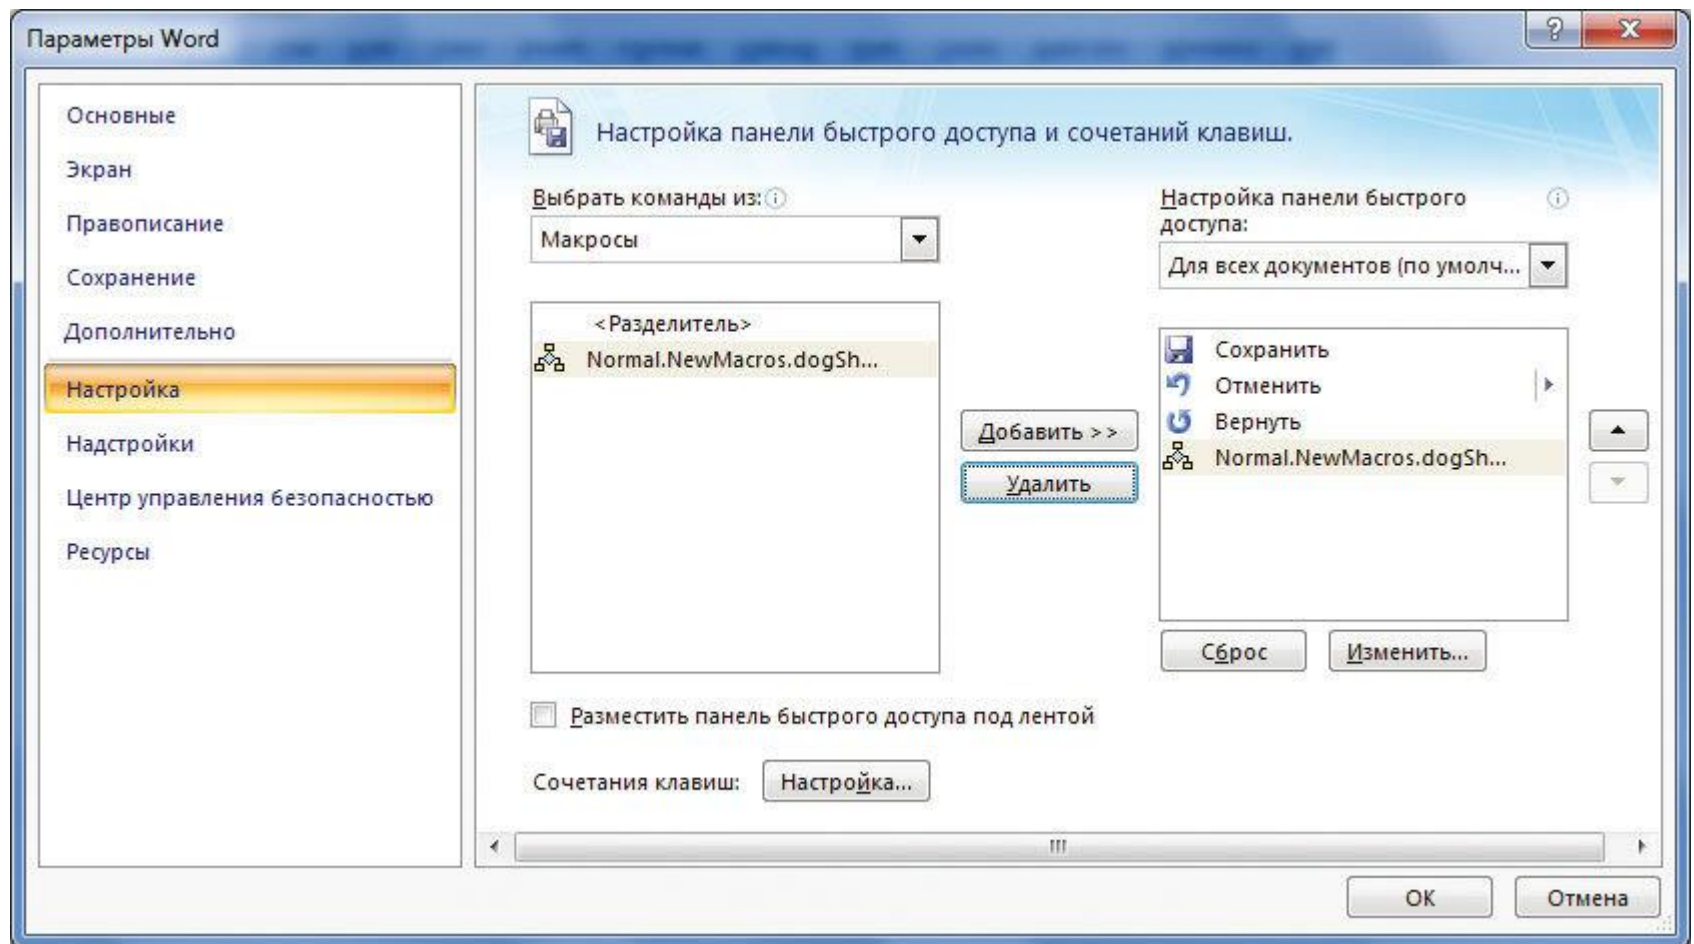 Параметры Word
?
Основные
Экран
Правописание
Сохранение
Дополнительно
Настройка
Надстройки
Центр управления безопасностью
Ресурсы
Настройка панели быстрого доступа и сочетаний клавиш.
Выбрать команды из:
Макросы
<Разделитель>
Normal.NewMacros.dogSh...
Добавить >>
Удалить
Настройка панели быстрого
доступа:
Для всех документов (по умолч...
Сохранить
Отменить
Вернуть
Normal.NewMacros.dogSh...
Сброс
Изменить...
Разместить панель быстрого доступа под лентой
Сочетания клавиш:
Настройка...
ОК
Отмена